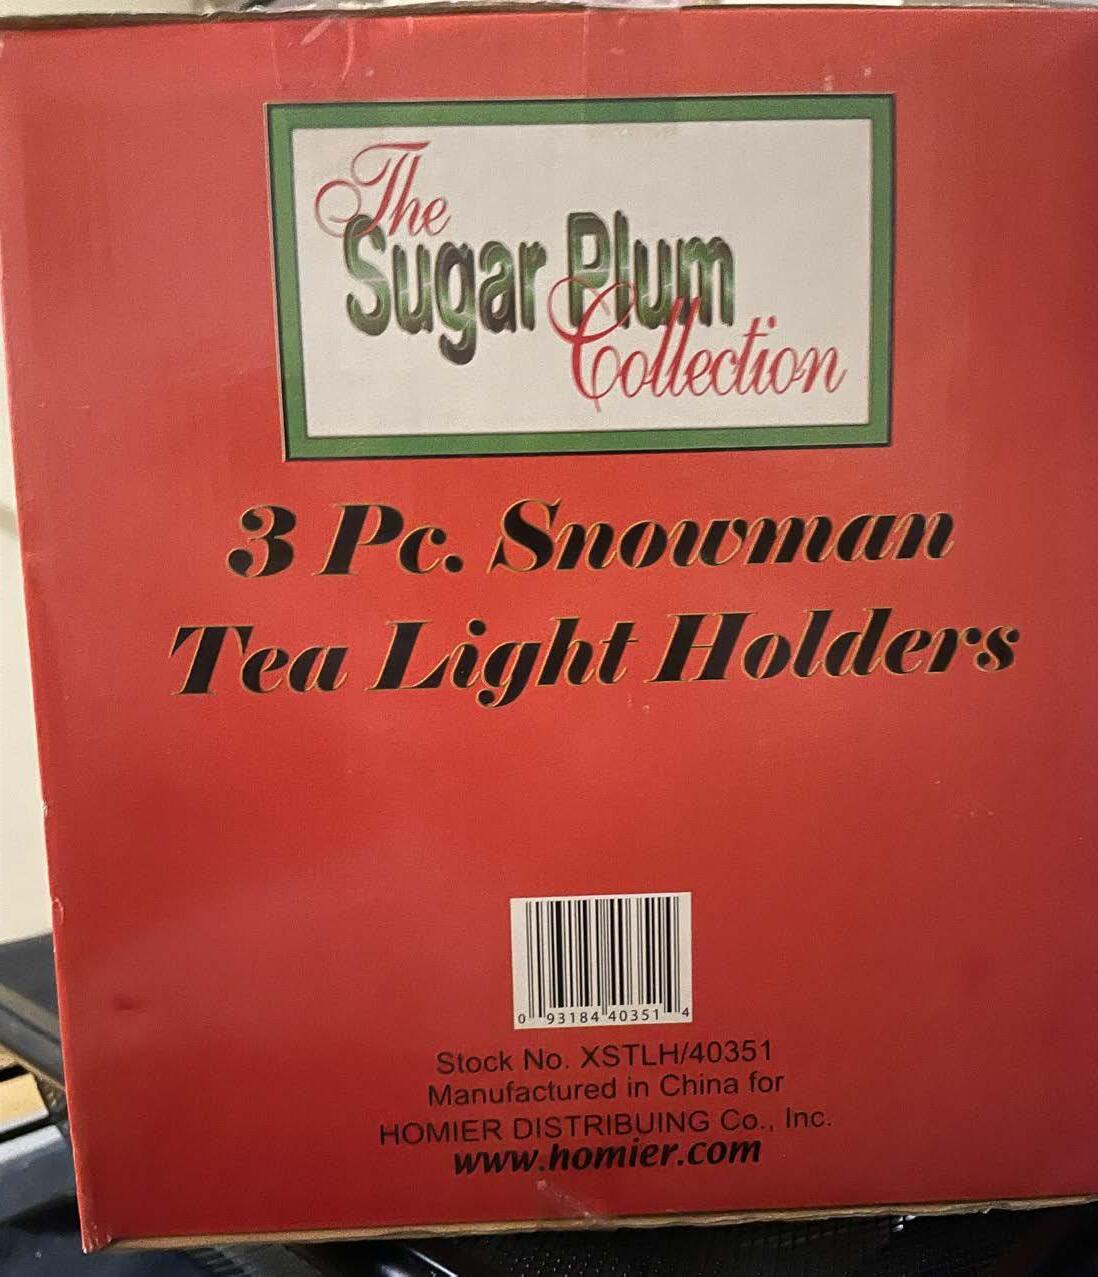 The
Sugar Plum
Collection
3 Pc. Snowman
Tea Light Holders
0 93184 40351 4
Stock No. XSTLH/40351
Manufactured in China for
HOMIER DISTRIBUING Co., Inc.
www.homier.com